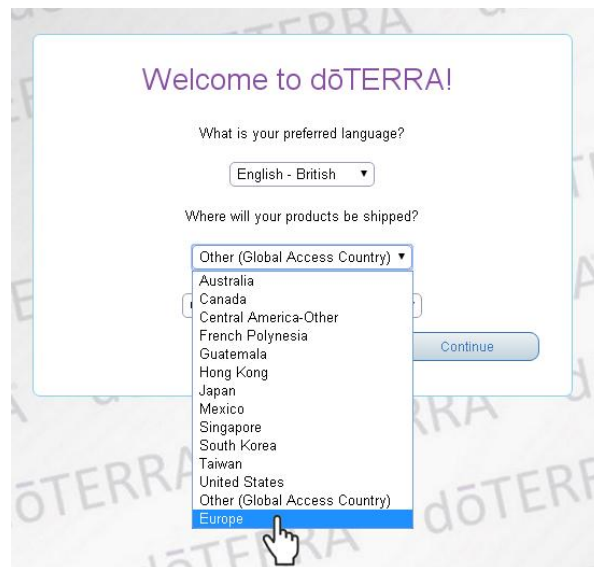 Welcome to dōTERRA!
What is your preferred language?
English - British
Where will your products be shipped?
Other (Global Access Country)
Australia
Canada
Central America-Other
French Polynesia
Guatemala
Hong Kong
Japan
Mexico
Singapore
South Korea
Taiwan
United States
Other (Global Access Country)
Europe
Continue
dōTERRA